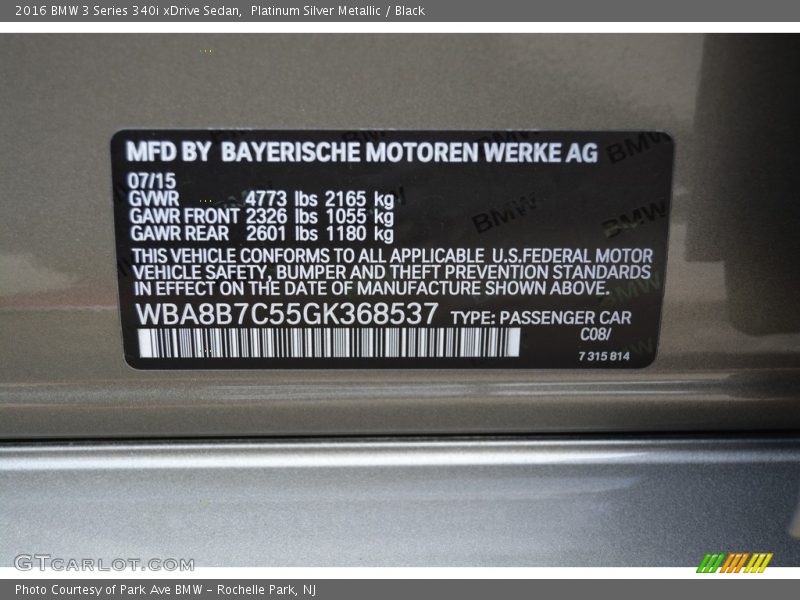 2016 BMW 3 Series 340i xDrive Sedan,  Platinum Silver Metallic / Black
MFD BY BAYERISCHE MOTOREN WERKE AG
07/15
GVWR 4773 lbs 2165 kg
GAWR FRONT 2326 lbs 1055 kg
GAWR REAR 2601 lbs 1180 kg
THIS VEHICLE CONFORMS TO ALL APPLICABLE U.S.FEDERAL MOTOR
VEHICLE SAFETY, BUMPER AND THEFT PREVENTION STANDARDS
IN EFFECT ON THE DATE OF MANUFACTURE SHOWN ABOVE.
WBA8B7C55GK368537 TYPE: PASSENGER CAR
C08/
7 315 814
BMW
BMW
BMW
BMW
GTCARLOT.COM
Photo Courtesy of Park Ave BMW – Rochelle Park, NJ